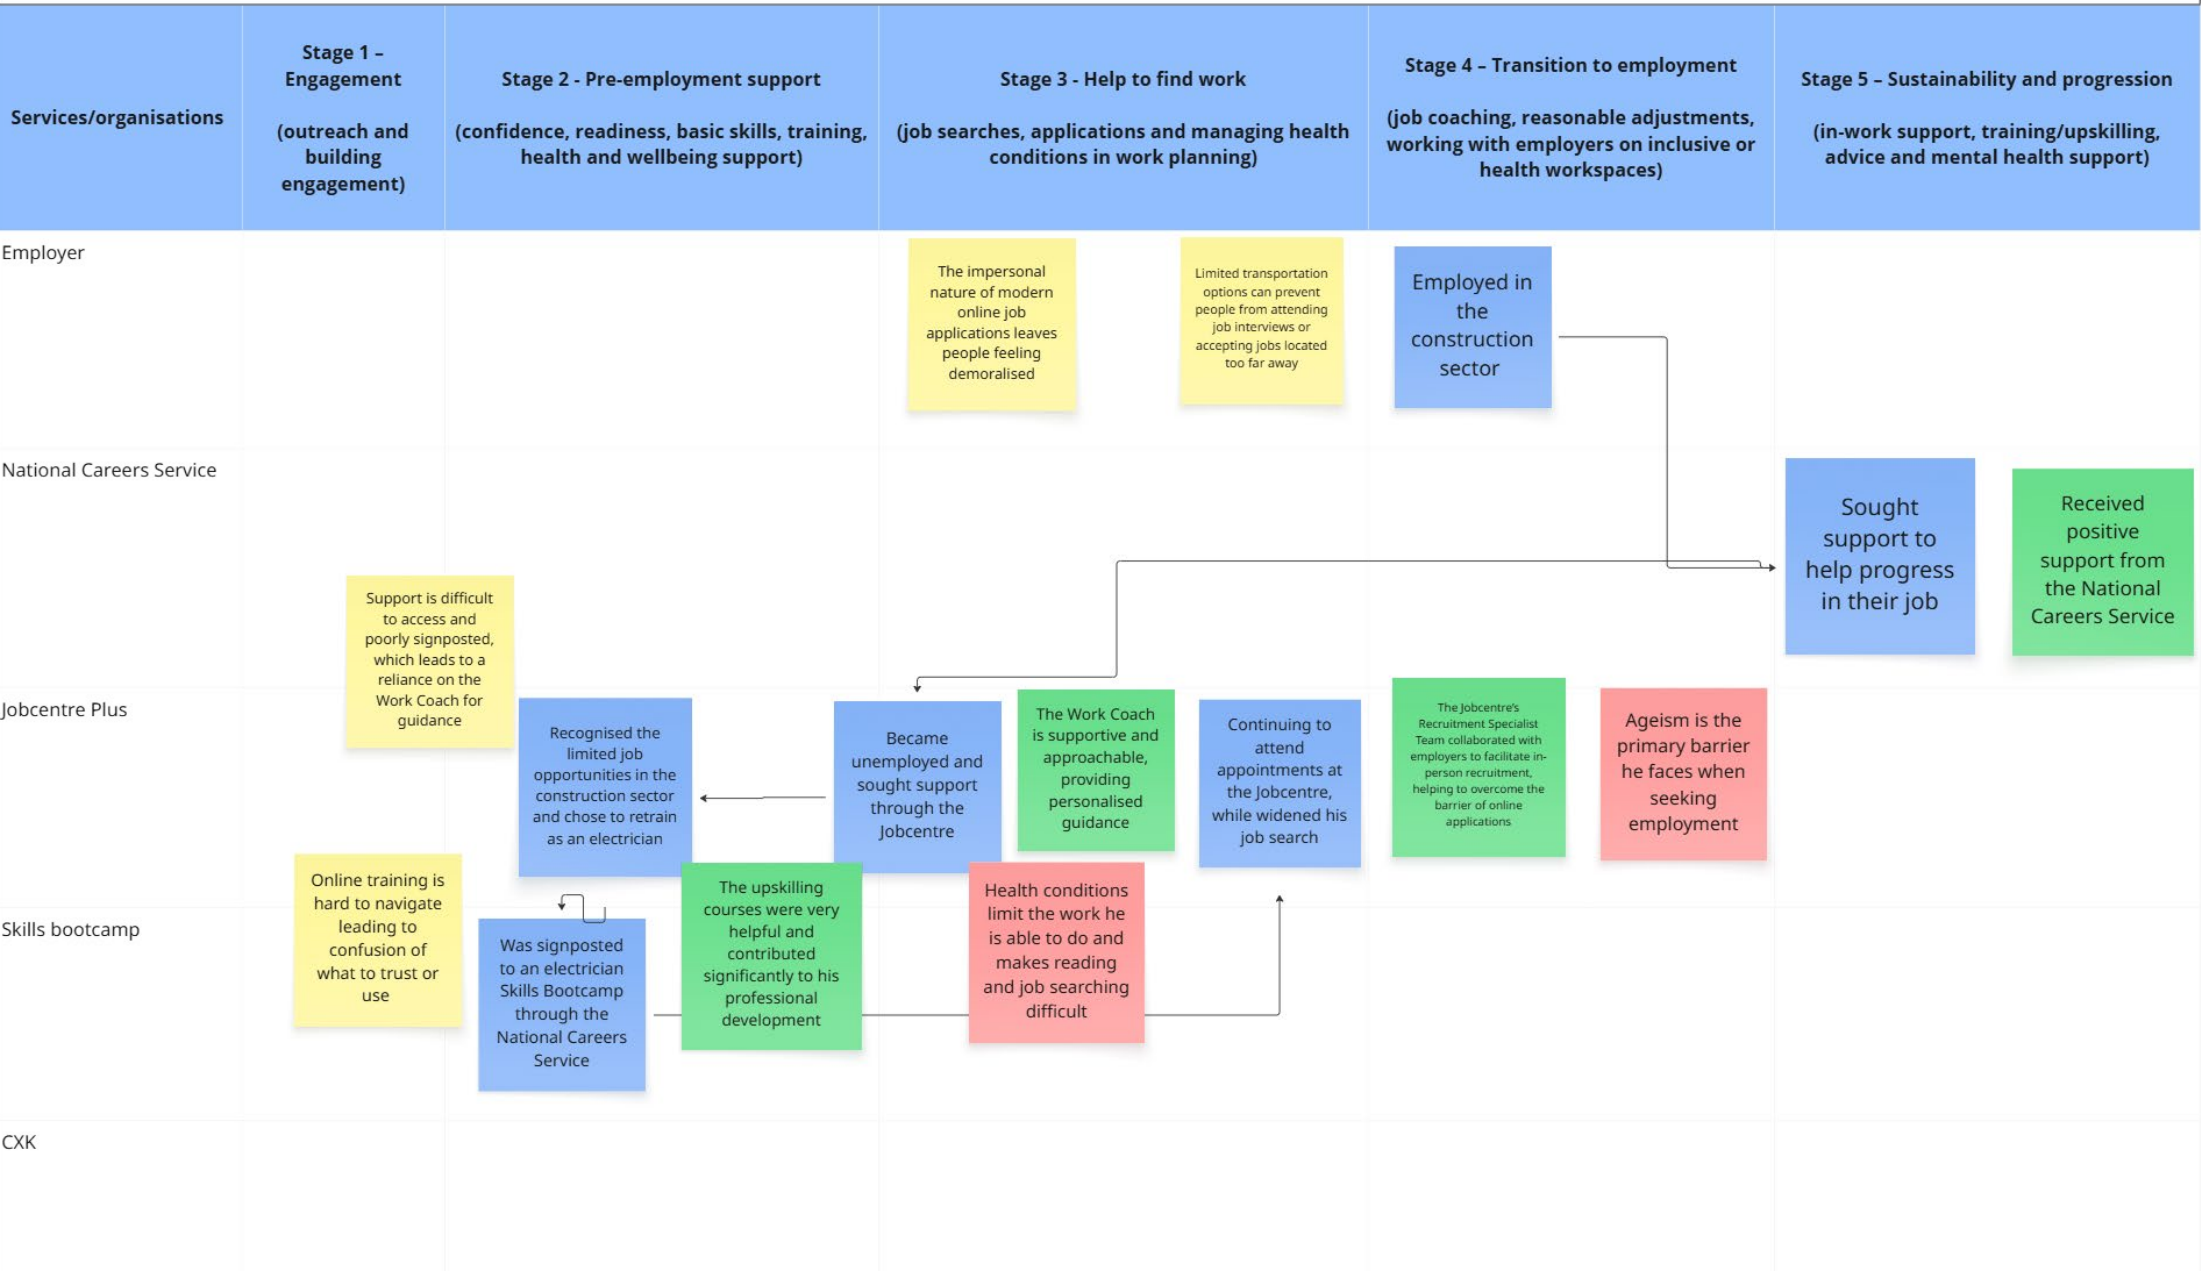 Services/organisations
Stage 1 –
Engagement
(outreach and
building
engagement)
Stage 2 - Pre-employment support
(confidence, readiness, basic skills, training,
health and wellbeing support)
Stage 3 - Help to find work
(job searches, applications and managing health
conditions in work planning)
Stage 4 – Transition to employment
(job coaching, reasonable adjustments,
working with employers on inclusive or
health workspaces)
Stage 5 – Sustainability and progression
(in-work support, training/upskilling,
advice and mental health support)
Employer
The impersonal
nature of modern
online job
applications leaves
people feeling
demoralised
Limited transportation
options can prevent
people from attending
job interviews or
accepting jobs located
too far away
Employed in
the
construction
sector
National Careers Service
Sought
support to
help progress
in their job
Received
positive
support from
the National
Careers Service
Support is difficult
to access and
poorly signposted,
which leads to a
reliance on the
Work Coach for
guidance
Jobcentre Plus
Recognised the
limited job
opportunities in the
construction sector
and chose to retrain
as an electrician
Became
unemployed and
sought support
through the
Jobcentre
The Work Coach
is supportive and
approachable,
providing
personalised
guidance
Continuing to
attend
appointments at
the Jobcentre,
while widened his
job search
The Jobcentre's
Recruitment Specialist
Team collaborated with
employers to facilitate in-
person recruitment,
helping to overcome the
barrier of online
applications
Ageism is the
primary barrier
he faces when
seeking
employment
Online training is
hard to navigate
leading to
confusion of
what to trust or
use
Skills bootcamp
Was signposted
to an electrician
Skills Bootcamp
through the
National Careers
Service
The upskilling
courses were very
helpful and
contributed
significantly to his
professional
development
Health conditions
limit the work he
is able to do and
makes reading
and job searching
difficult
CXK